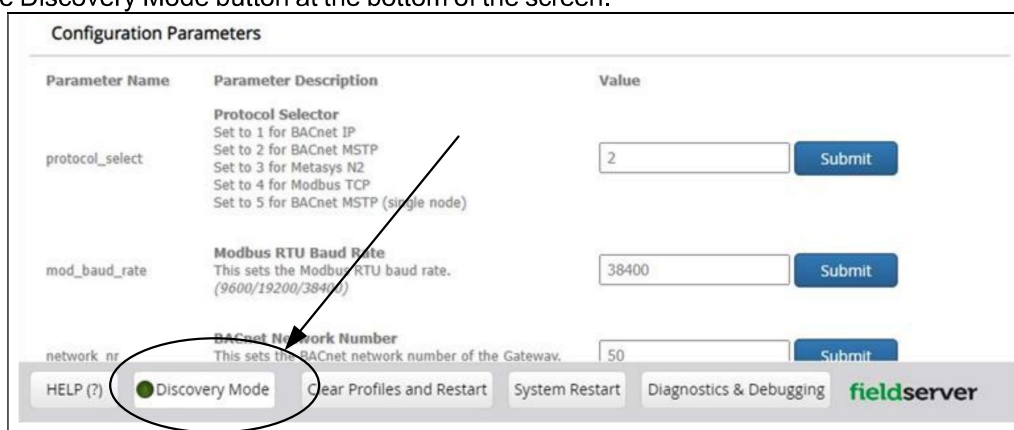 e Discovery Mode button at the bottom of the screen.
Configuration Parameters
Parameter Name Parameter Description Value
Protocol Selector
Set to 1 for BACnet IP
Set to 2 for BACnet MSTP
Set to 3 for Metasys N2
Set to 4 for Modbus TCP
Set to 5 for BACnet MSTP (single node)
protocol_select
2
Submit
Modbus RTU Baud Rate
This sets the Modbus RTU baud rate.
(9600/19200/38400)
mod_baud_rate
38400
Submit
BACnet Network Number
This sets the BACnet network number of the Gateway.
network_nr
50
Submit
HELP (?) Discovery Mode Clear Profiles and Restart System Restart Diagnostics & Debugging fieldserver